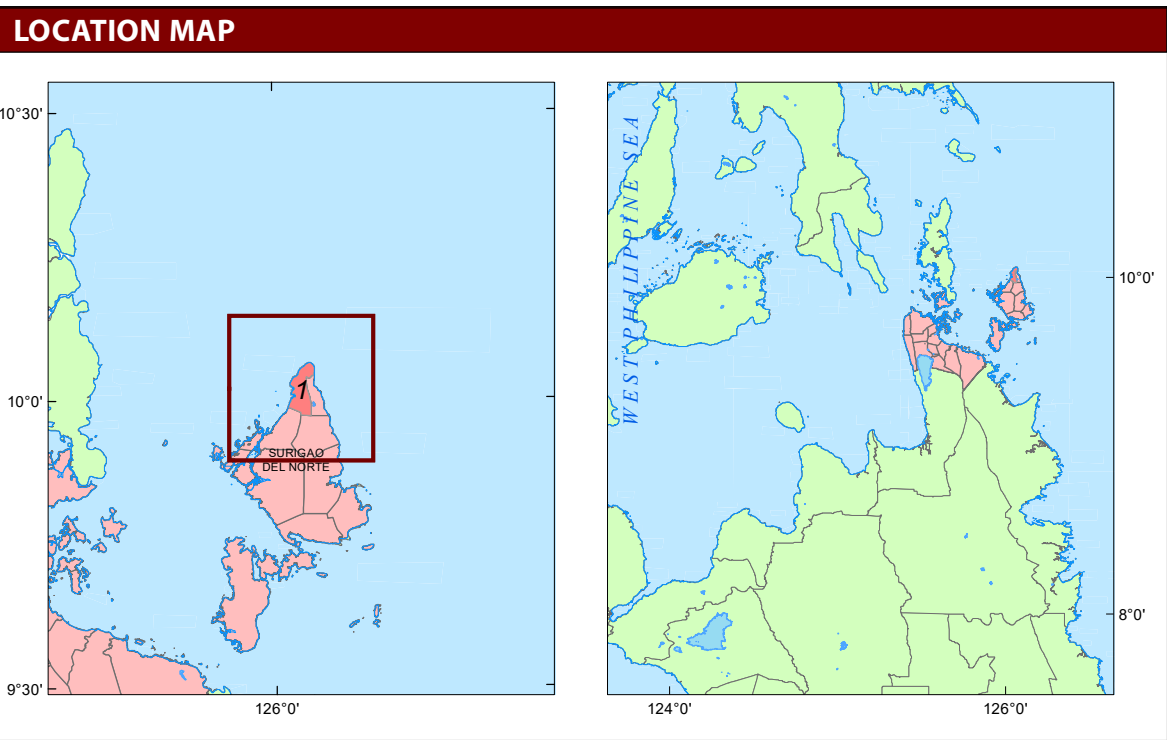 LOCATION MAP
10°30'
10°0'
9°30'
126°0'
1
SURIGAO
DEL NORTE
WEST PHILIPPINE SEA
10°0'
8°0'
124°0'
126°0'